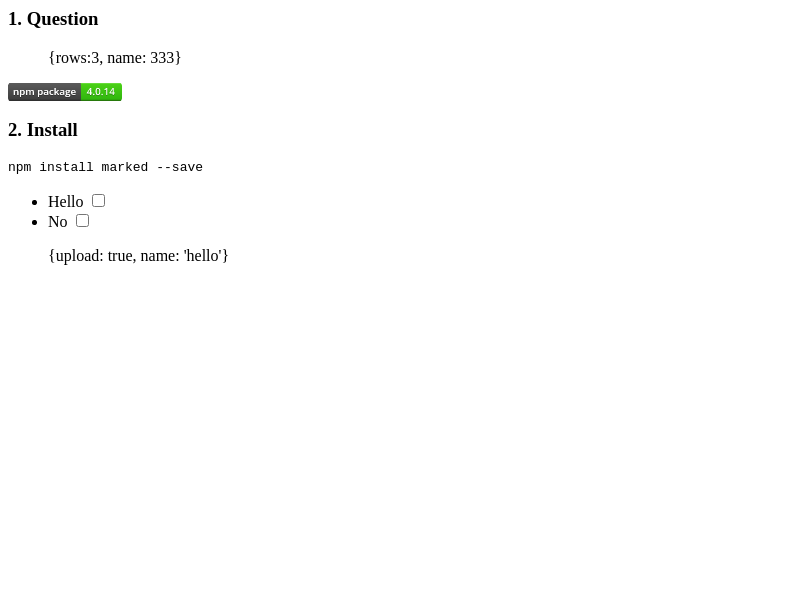 1. Question
{rows:3, name: 333}
npm package 4.0.14
2. Install
npm install marked --save
Hello
No
{upload: true, name: 'hello'}